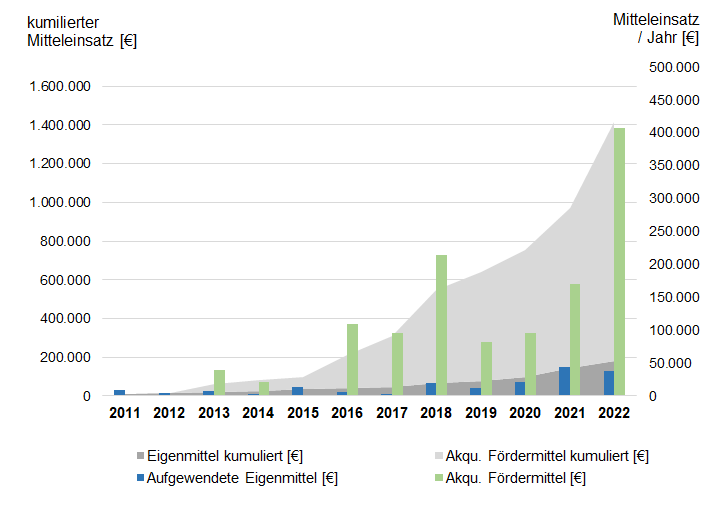 kumilierter
Mitteleinsatz [€]
Mitteleinsatz
/ Jahr [€]
1.600.000
1.400.000
1.200.000
1.000.000
800.000
600.000
400.000
200.000
0
500.000
450.000
400.000
350.000
300.000
250.000
200.000
150.000
100.000
50.000
0
2011 2012 2013 2014 2015 2016 2017 2018 2019 2020 2021 2022
Eigenmittel kumuliert [€] Akqu. Fördermittel kumuliert [€]
Aufgewendete Eigenmittel [€] Akqu. Fördermittel [€]